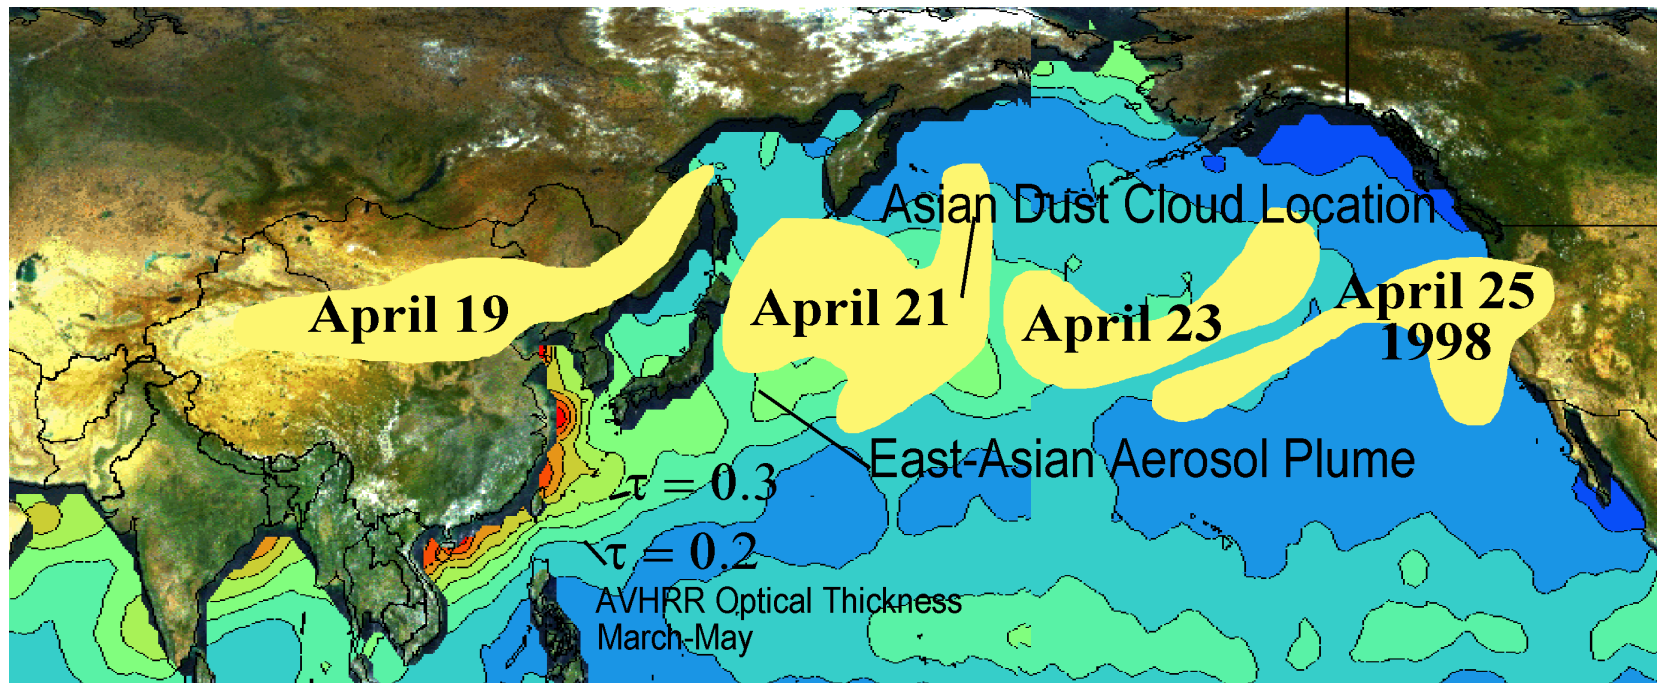 Asian Dust Cloud Location
April 19
April 21
April 23
April 25
1998
East-Asian Aerosol Plume
τ = 0.3
τ = 0.2
AVHRR Optical Thickness
March-May